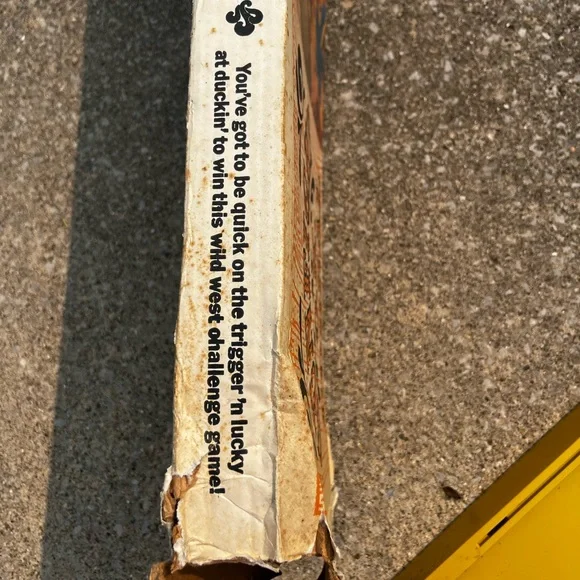 You've got to be quick on the trigger 'n lucky
at duckin' to win this wild west challenge game!